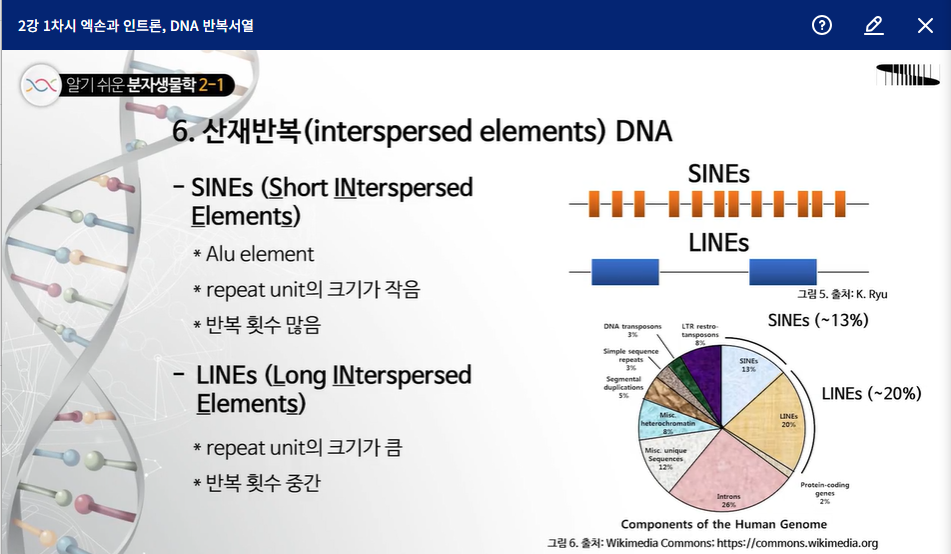 2강 1차시 엑손과 인트론, DNA 반복서열
알기 쉬운 분자생물학 2-1
6. 산재반복(interspersed elements) DNA
- SINEs (Short INterspersed
Elements)
* Alu element
* repeat unit의 크기가 작음
* 반복 횟수 많음
- LINEs (Long INterspersed
Elements)
* repeat unit의 크기가 큼
* 반복 횟수 중간
SINEs
LINEs
그림 5. 출처: K. Ryu
SINEs (~13%)
LINEs (~20%)
DNA transposons
3%
LTR restro-
tansposons
8%
Simple sequence
repeats
3%
Segmental
duplications
5%
Misc.
heterochromatin
8%
Misc. unique
Sequences
12%
Introns
26%
Protein-coding
genes
2%
LINEs
20%
SINEs
13%
Components of the Human Genome
그림 6. 출처: Wikimedia Commons: https://commons.wikimedia.org